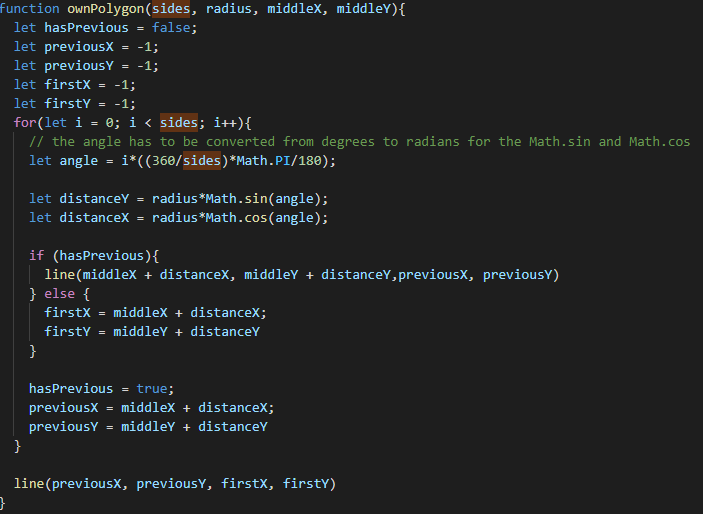 function ownPolygon(sides, radius, middleX, middleY){
let hasPrevious = false;
let previousX = -1;
let previousY = -1;
let firstX = -1;
let firstY = -1;
for(let i = 0; i < sides; i++){
// the angle has to be converted from degrees to radians for the Math.sin and Math.cos
let angle = i*((360/sides)*Math.PI/180);
let distanceY = radius*Math.sin(angle);
let distanceX = radius*Math.cos(angle);
if (hasPrevious){
line(middleX + distanceX, middleY + distanceY,previousX, previousY)
} else {
firstX = middleX + distanceX;
firstY = middleY + distanceY
}
hasPrevious = true;
previousX = middleX + distanceX;
previousY = middleY + distanceY
}
line(previousX, previousY, firstX, firstY)
}